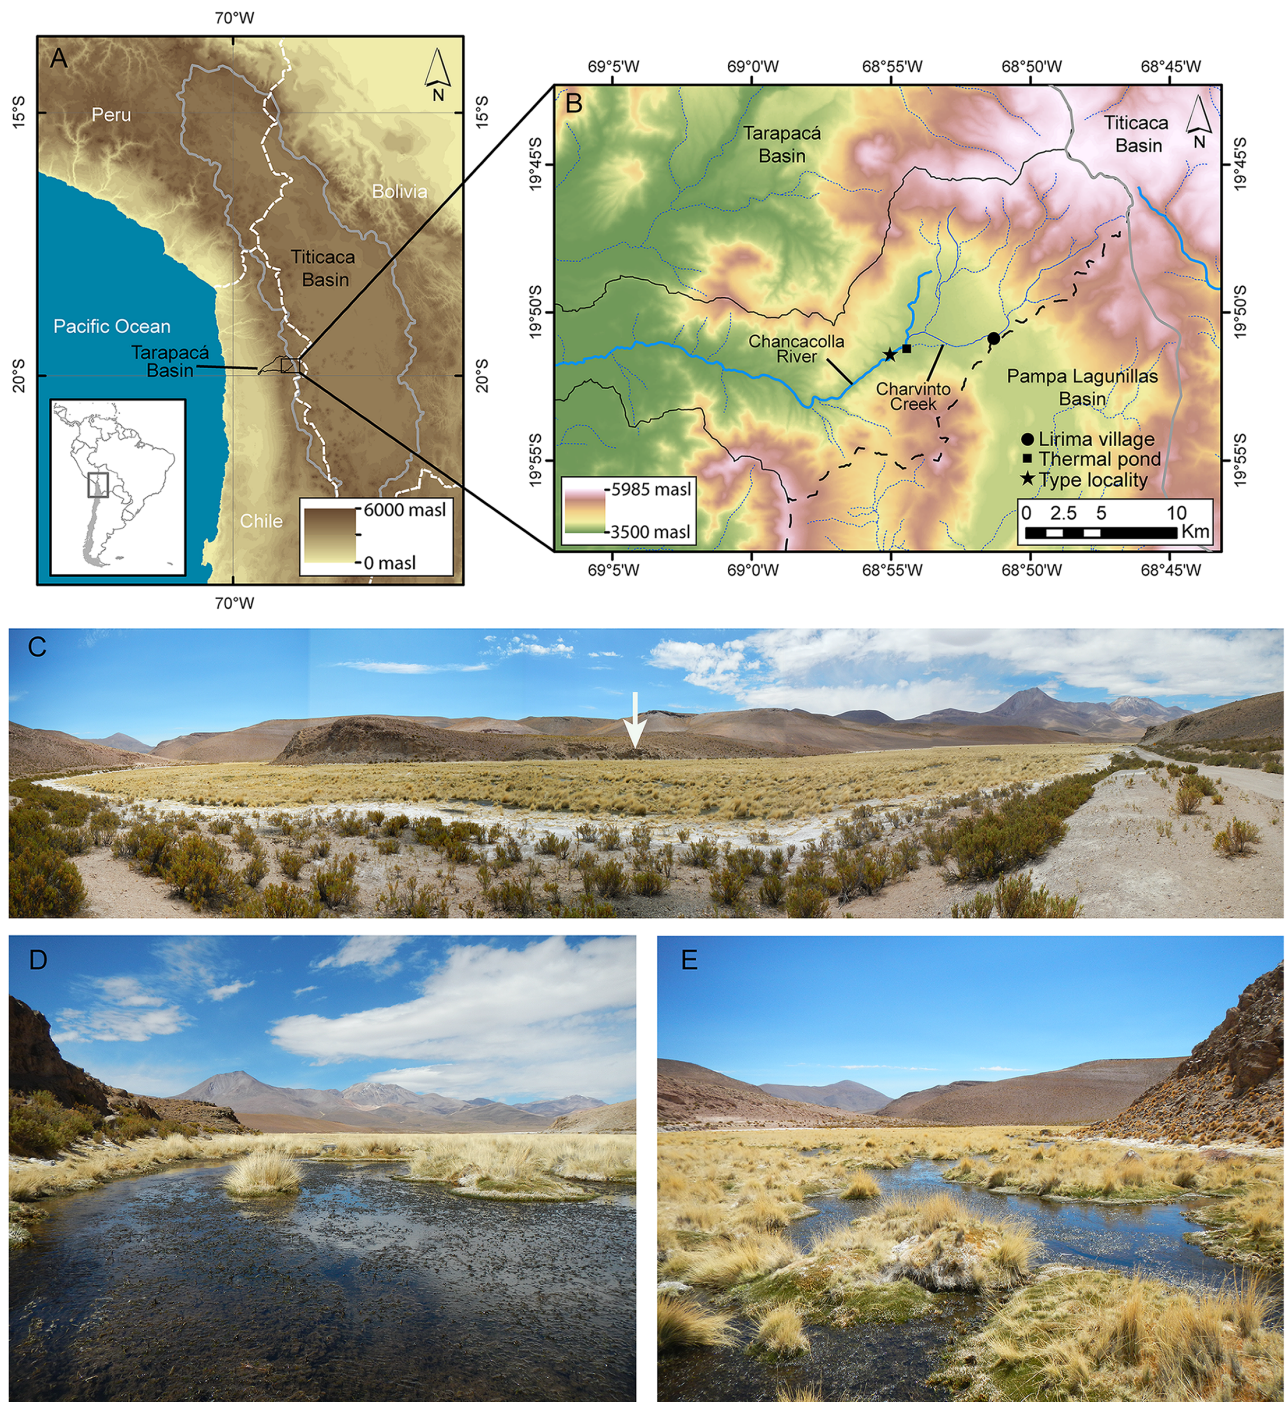 70°W
A
N
15°S
15°S
Peru
Bolivia
Titicaca
Basin
Pacific Ocean
Tarapacá
Basin
20°S
20°S
Chile
6000 masl
0 masl
70°W
69°5'W
69°0'W
68°55'W
68°50'W
68°45'W
B
Tarapacá
Basin
Titicaca
Basin
N
19°45'S
19°45'S
19°50'S
19°50'S
Chancacolla
River
Charvinto
Creek
Pampa Lagunillas
Basin
Lirima village
Thermal pond
Type locality
19°55'S
19°55'S
5985 masl
3500 masl
0 2.5 5 10
Km
69°5'W
69°0'W
68°55'W
68°50'W
68°45'W
C
D
E